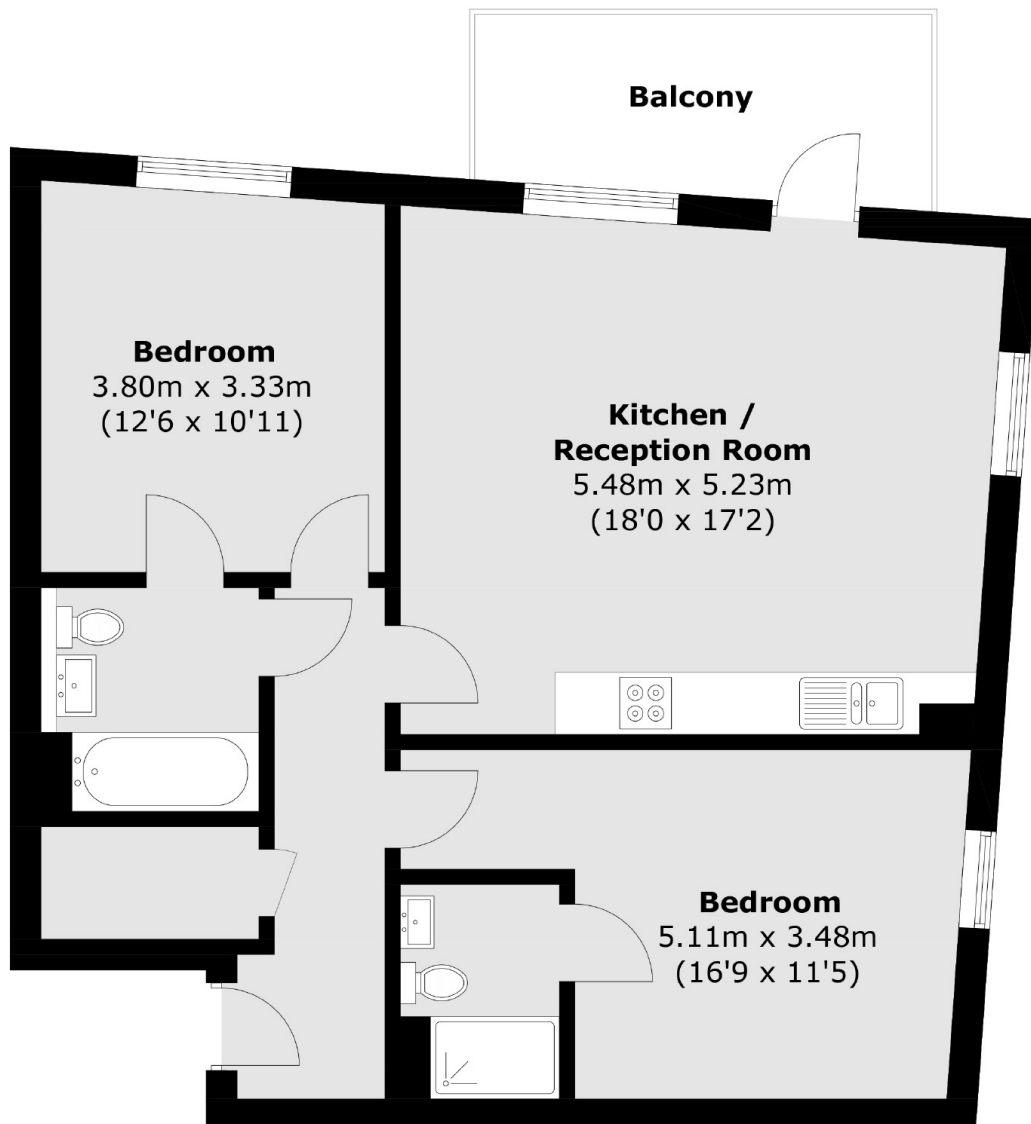 Balcony
Bedroom
3.80m x 3.33m
(12'6 x 10'11)
Kitchen /
Reception Room
5.48m x 5.23m
(18'0 x 17'2)
Bedroom
5.11m x 3.48m
(16'9 x 11'5)